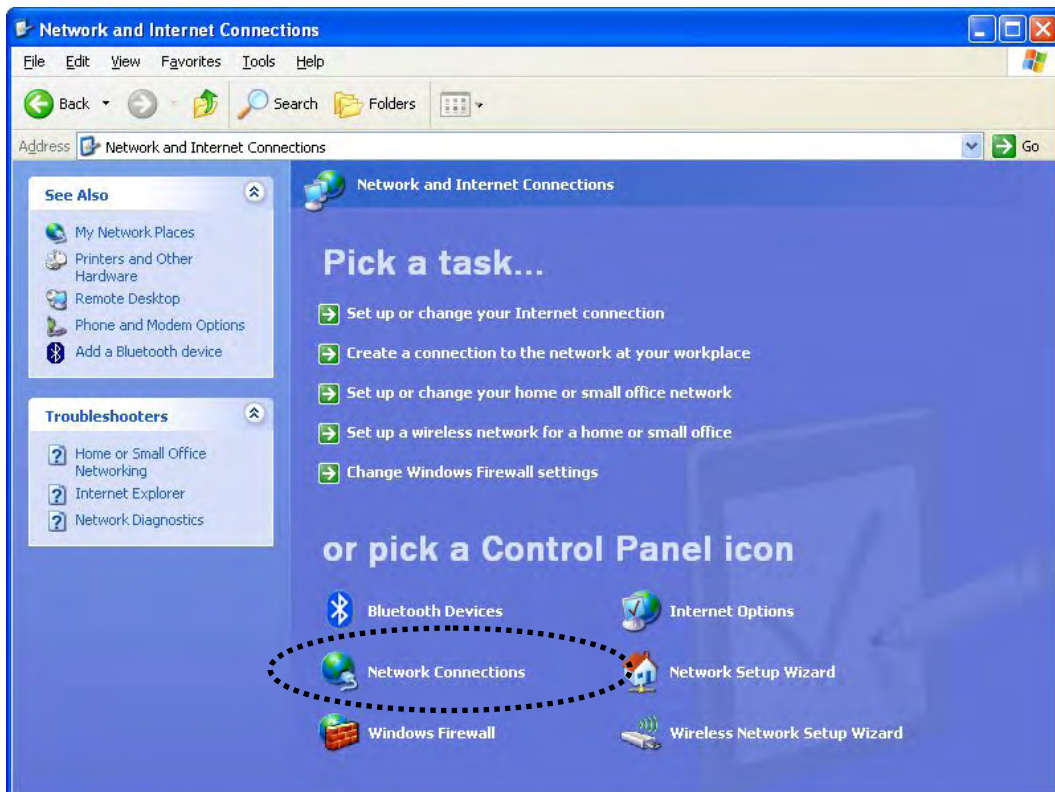 Network and Internet Connections
File Edit View Favorites Tools Help
Back Search Folders
Address Network and Internet Connections Go
See Also
My Network Places
Printers and Other
Hardware
Remote Desktop
Phone and Modem Options
Add a Bluetooth device
Troubleshooters
Home or Small Office
Networking
Internet Explorer
Network Diagnostics
Network and Internet Connections
Pick a task...
Set up or change your Internet connection
Create a connection to the network at your workplace
Set up or change your home or small office network
Set up a wireless network for a home or small office
Change Windows Firewall settings
or pick a Control Panel icon
Bluetooth Devices Internet Options
Network Connections Network Setup Wizard
Windows Firewall Wireless Network Setup Wizard